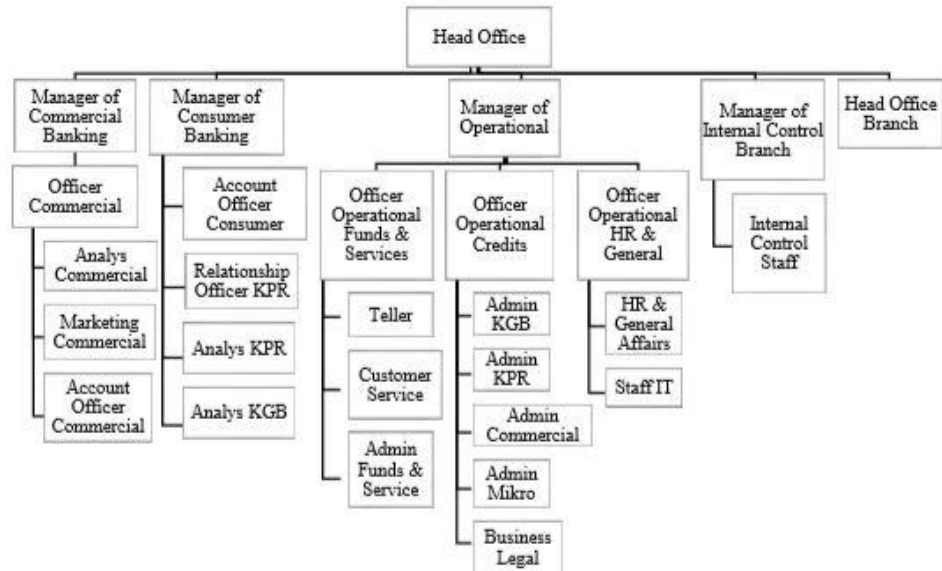 Head Office
Manager of
Commercial
Banking
Manager of
Consumer
Banking
Manager of
Operational
Manager of
Internal Control
Branch
Head Office
Branch
Officer
Commercial
Analys
Commercial
Marketing
Commercial
Account
Officer
Commercial
Account
Officer
Consumer
Relationship
Officer KPR
Analys KPR
Analys KGB
Officer
Operational
Funds &
Services
Teller
Customer
Service
Admin
Funds &
Service
Officer
Operational
Credits
Admin
KGB
Admin
KPR
Admin
Commercial
Admin
Mikro
Business
Legal
Officer
Operational
HR &
General
HR &
General
Affairs
Staff IT
Internal
Control
Staff